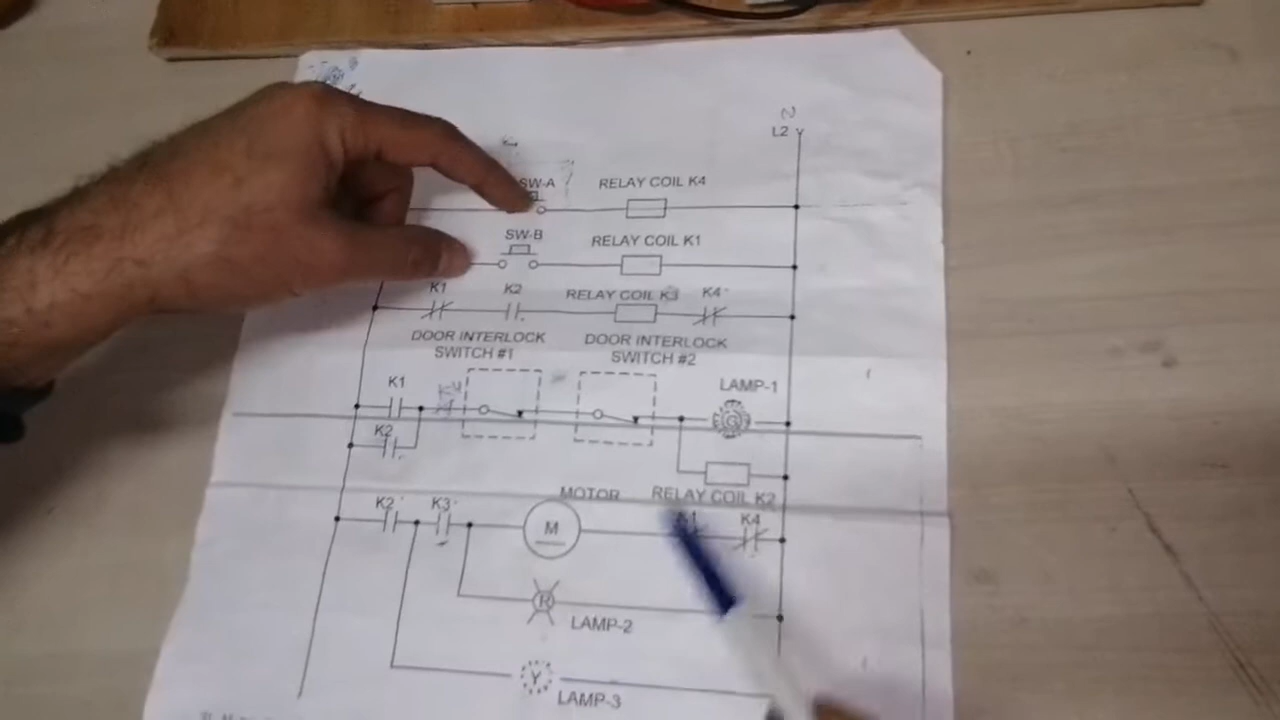 2
L2
SW-A RELAY COIL K4
SW-B RELAY COIL K1
K1 K2 RELAY COIL K3 K4
DOOR INTERLOCK DOOR INTERLOCK
SWITCH #1 SWITCH #2
K1 LAMP-1
G
K2
K2 K3 MOTOR RELAY COIL K2
M K4
R
LAMP-2
Y
LAMP-3